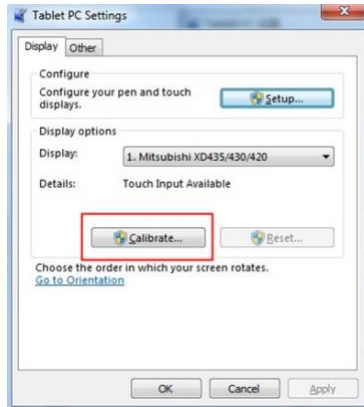 Tablet PC Settings
Display
Other
Configure
Configure your pen and touch
displays.
Setup...
Display options
Display:
1. Mitsubishi XD435/430/420
Details:
Touch Input Available
Calibrate...
Reset...
Choose the order in which your screen rotates.
Go to Orientation
OK
Cancel
Apply